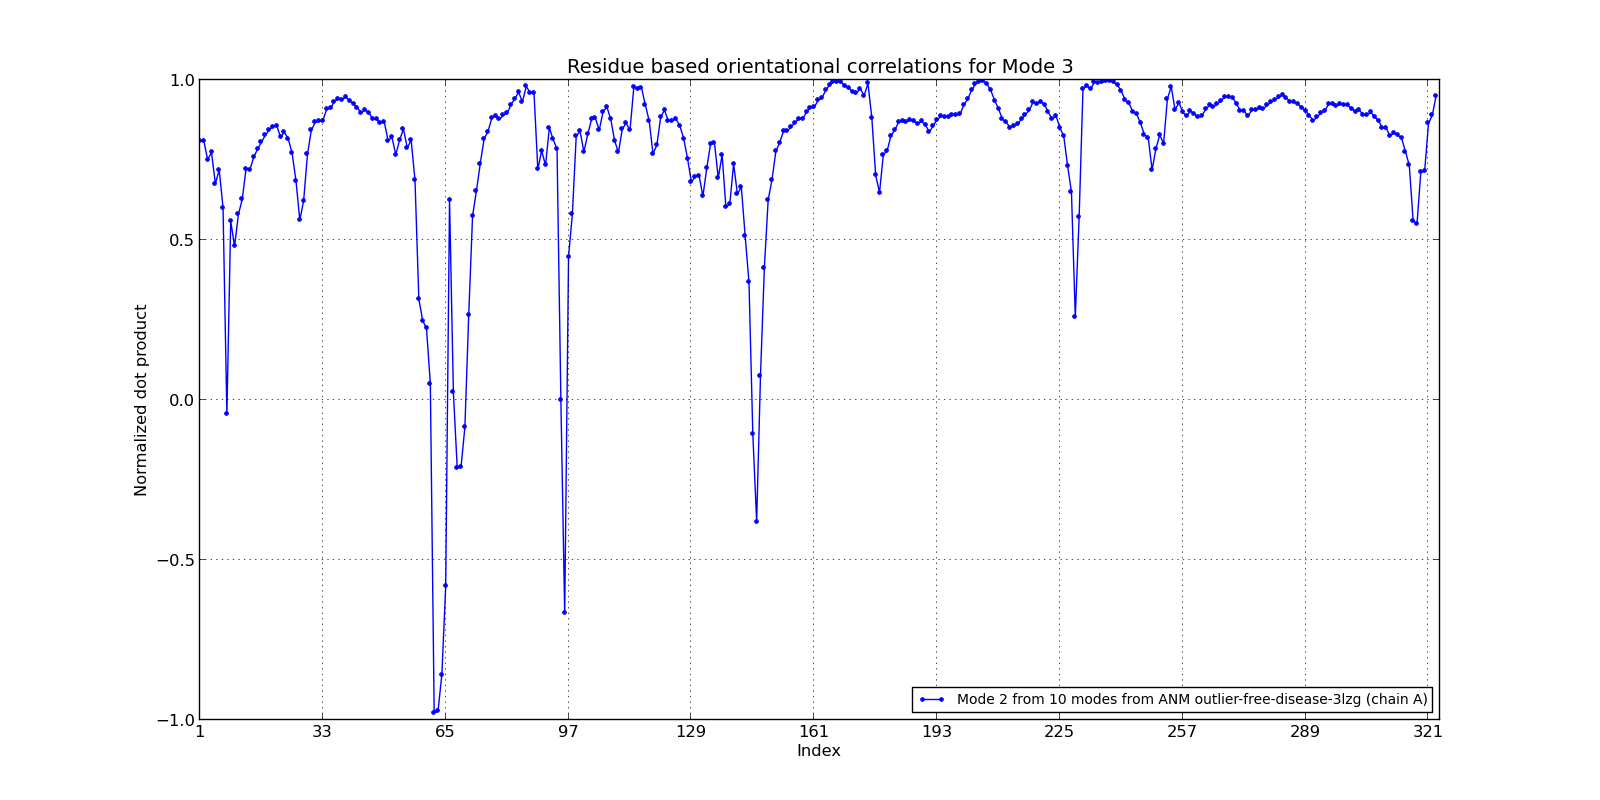 Residue based orientational correlations for Mode 3
1.0
0.5
0.0
−0.5
−1.0
Normalized dot product
Mode 2 from 10 modes from ANM outlier-free-disease-3lzg (chain A)
1 33 65 97 129 161 193 225 257 289 321
Index